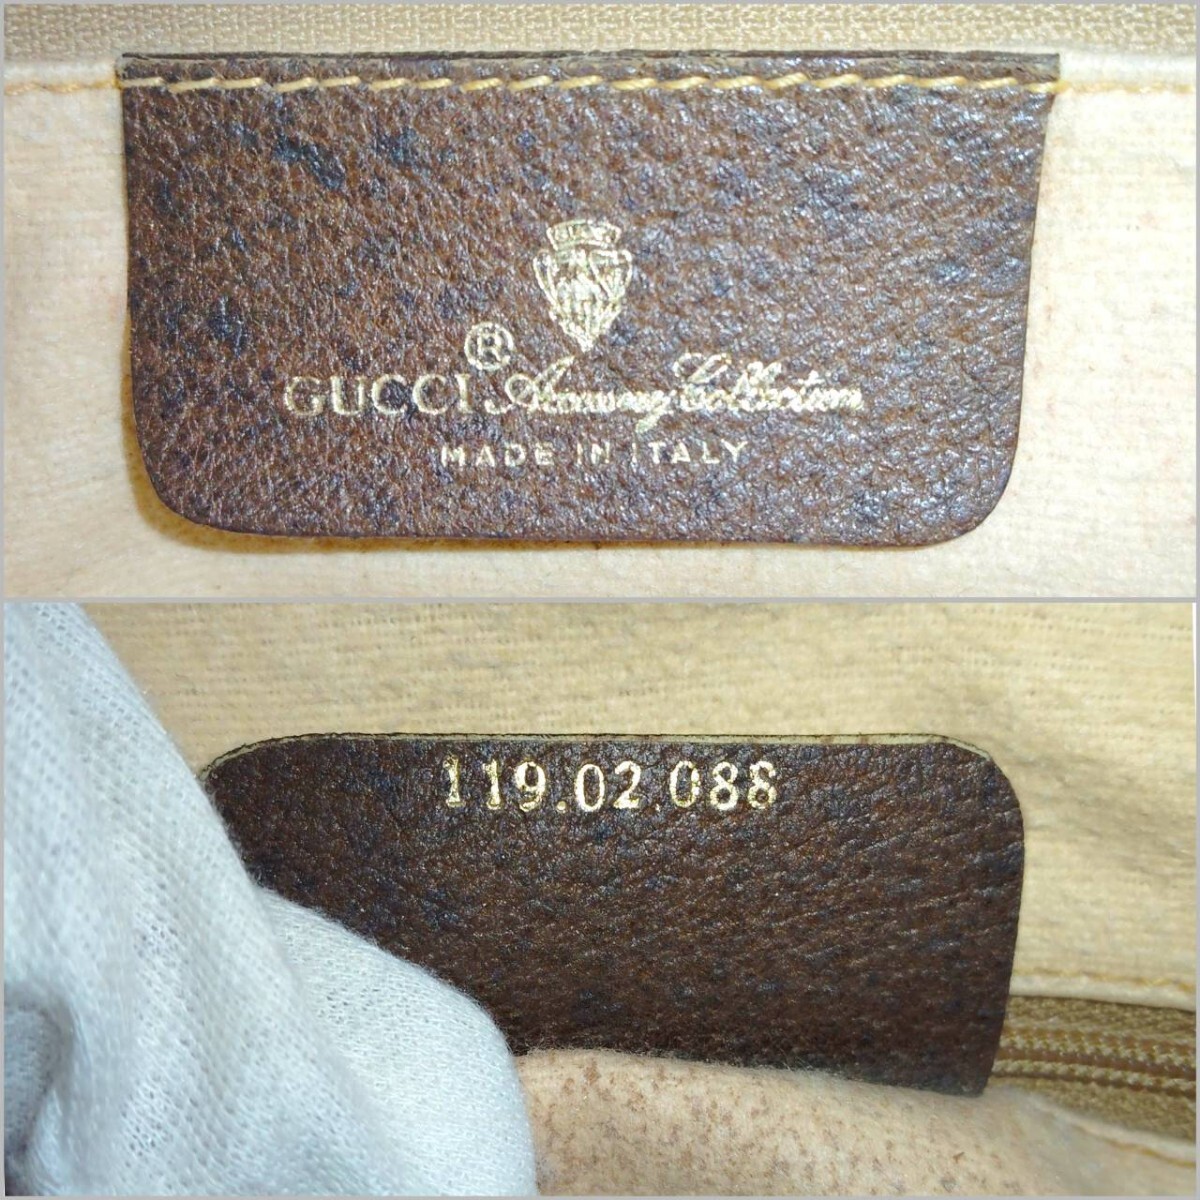 ®
GUCCI Accessory Collection
MADE IN ITALY
119.02.088